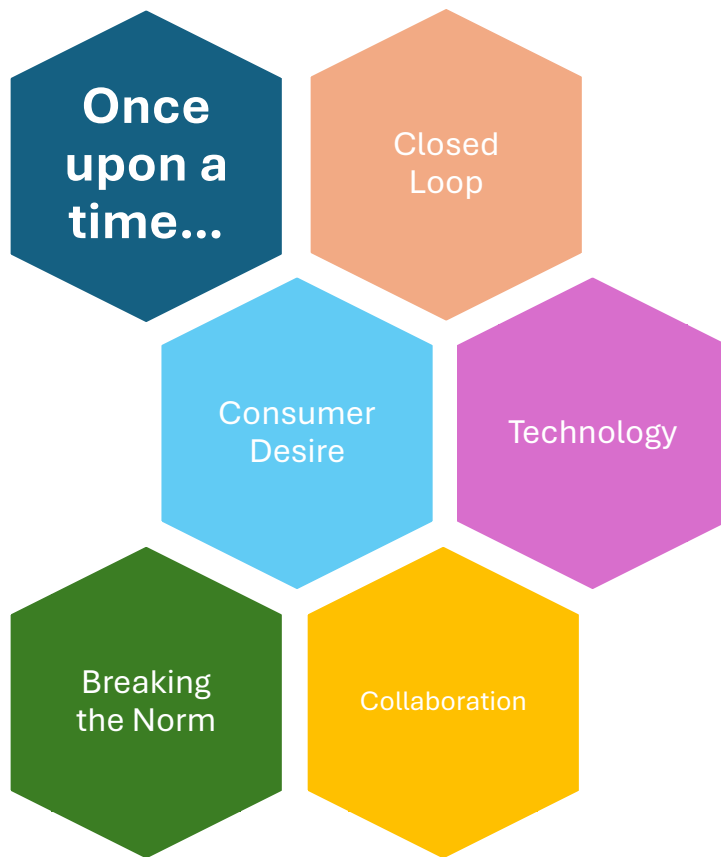 Once
upon a
time...
Closed
Loop
Consumer
Desire
Technology
Breaking
the Norm
Collaboration